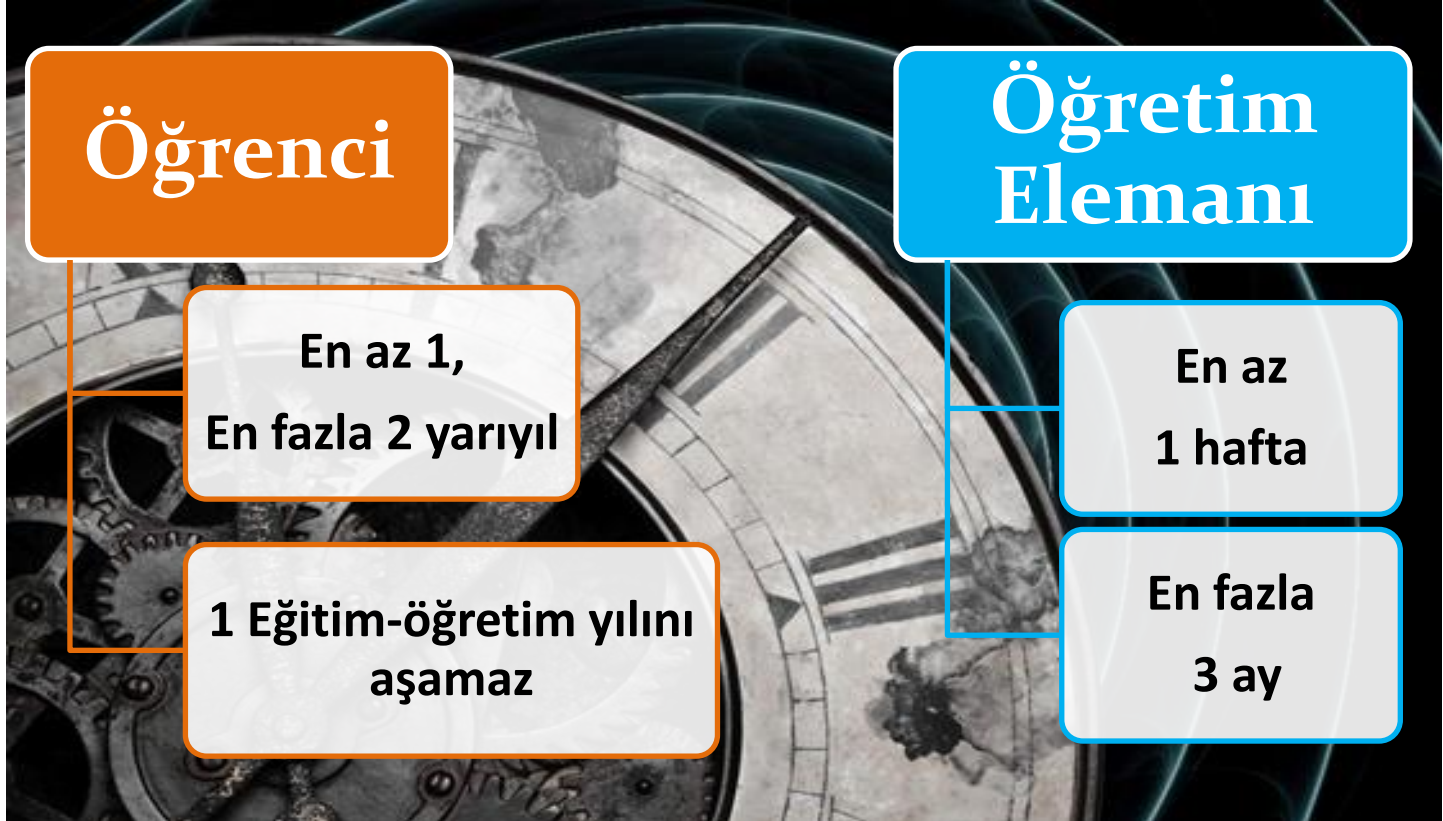 Öğrenci
En az 1,
En fazla 2 yarıyıl
1 Eğitim-öğretim yılını
aşamaz
Öğretim
Elemanı
En az
1 hafta
En fazla
3 ay